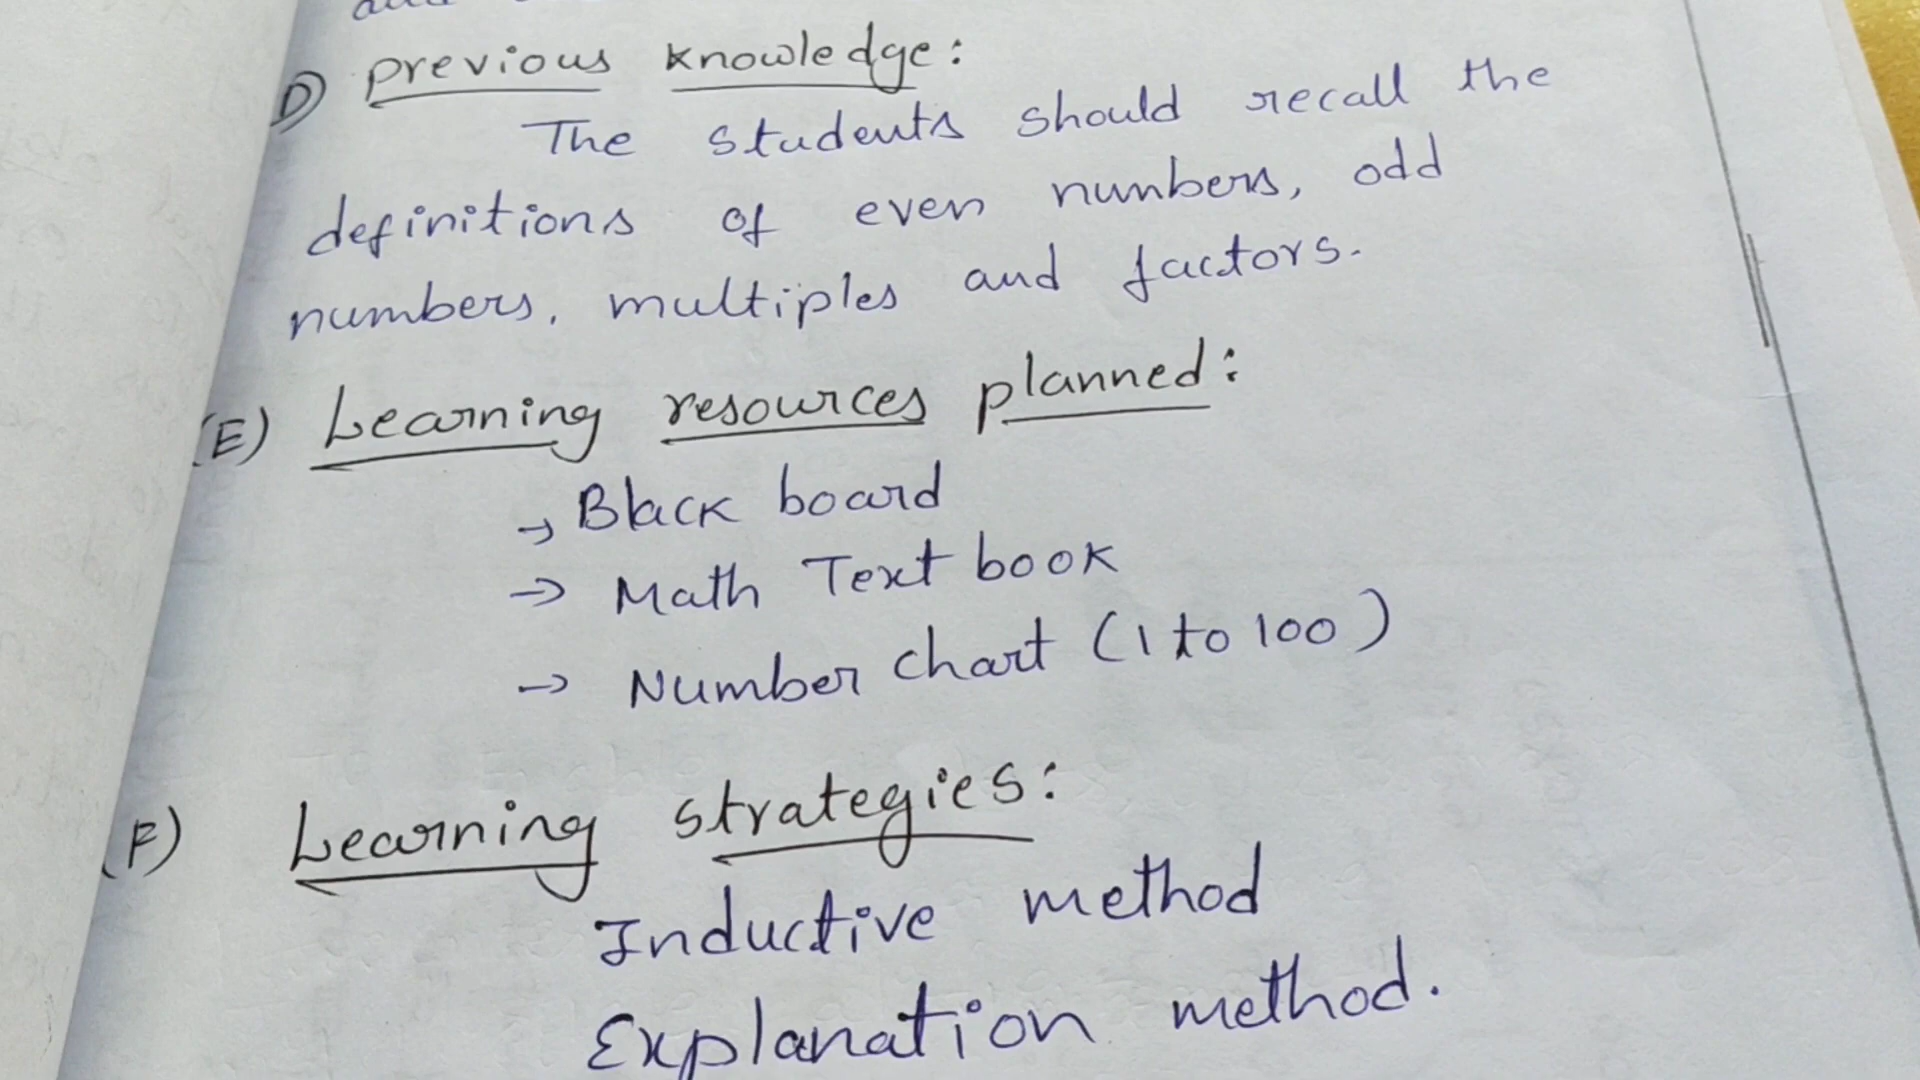 D) previous knowledge:
The students should recall the
definitions of even numbers, odd
numbers, multiples and factors.
(E) Learning resources planned:
→ Black board
→ Math Text book
→ Number chart (1 to 100)
(F) Learning strategies:
Inductive method
Explanation method.